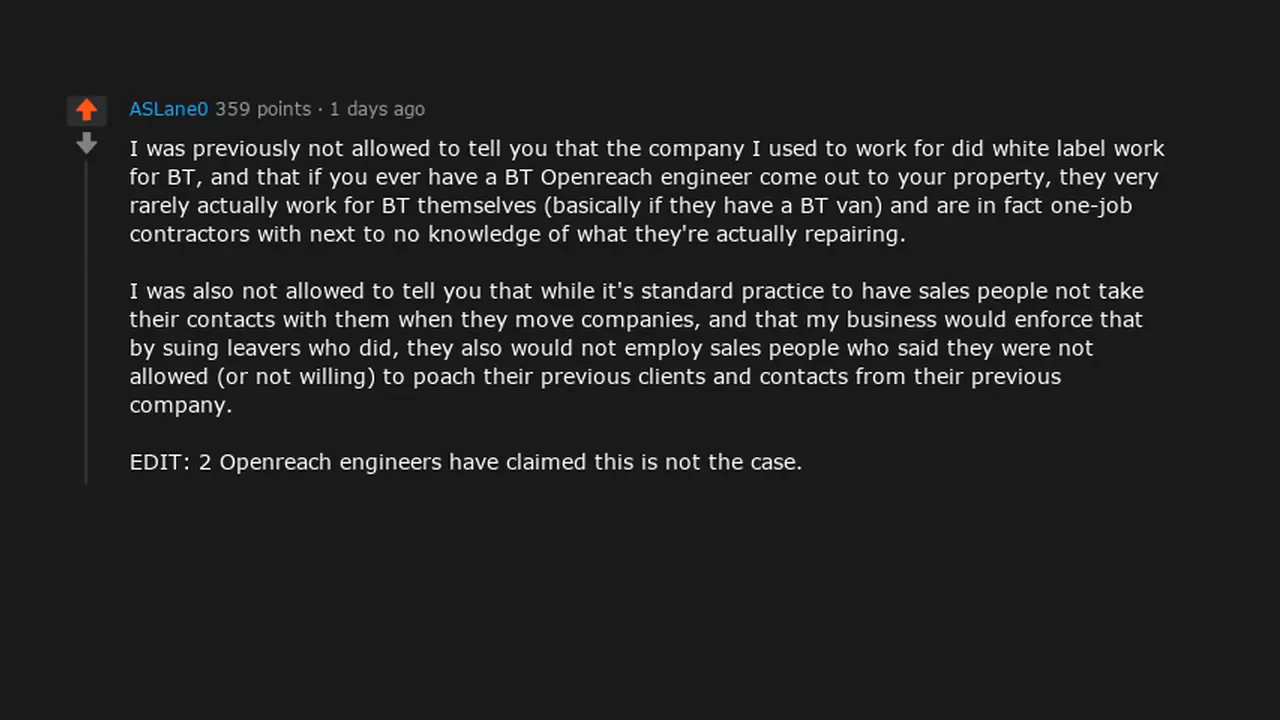 ASLane0 359 points · 1 days ago
I was previously not allowed to tell you that the company I used to work for did white label work
for BT, and that if you ever have a BT Openreach engineer come out to your property, they very
rarely actually work for BT themselves (basically if they have a BT van) and are in fact one-job
contractors with next to no knowledge of what they're actually repairing.
I was also not allowed to tell you that while it's standard practice to have sales people not take
their contacts with them when they move companies, and that my business would enforce that
by suing leavers who did, they also would not employ sales people who said they were not
allowed (or not willing) to poach their previous clients and contacts from their previous
company.
EDIT: 2 Openreach engineers have claimed this is not the case.